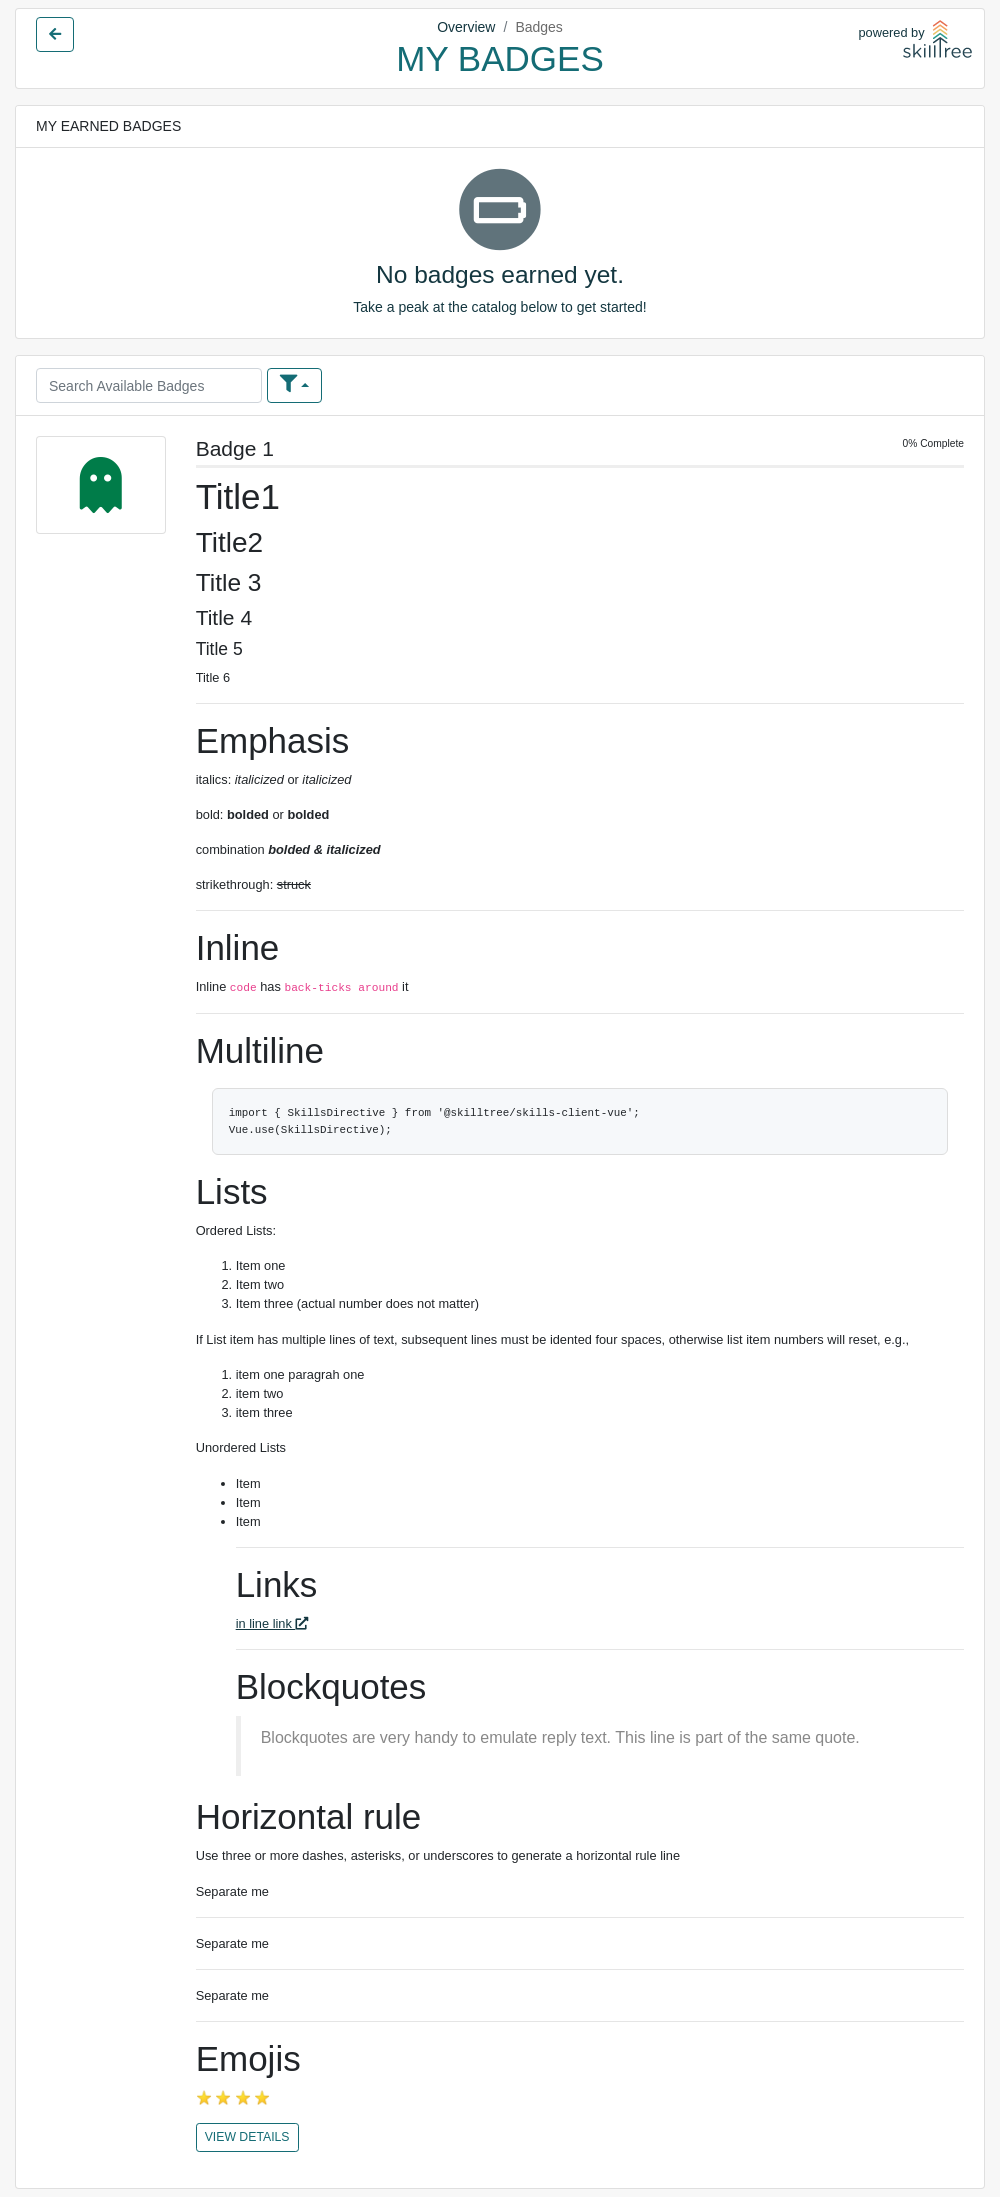 Overview / Badges
MY BADGES
powered by
skilltree
MY EARNED BADGES
No badges earned yet.
Take a peak at the catalog below to get started!
Search Available Badges
Badge 1
0% Complete
Title1
Title2
Title 3
Title 4
Title 5
Title 6
Emphasis
italics: italicized or italicized
bold: bolded or bolded
combination bolded & italicized
strikethrough: struck
Inline
Inline code has back-ticks around it
Multiline
import { SkillsDirective } from '@skilltree/skills-client-vue';
Vue.use(SkillsDirective);
Lists
Ordered Lists:
1. Item one
2. Item two
3. Item three (actual number does not matter)
If List item has multiple lines of text, subsequent lines must be idented four spaces, otherwise list item numbers will reset, e.g.,
1. item one paragrah one
2. item two
3. item three
Unordered Lists
• Item
• Item
• Item
Links
in line link
Blockquotes
Blockquotes are very handy to emulate reply text. This line is part of the same quote.
Horizontal rule
Use three or more dashes, asterisks, or underscores to generate a horizontal rule line
Separate me
Separate me
Separate me
Emojis
⭐ ⭐ ⭐ ⭐
VIEW DETAILS